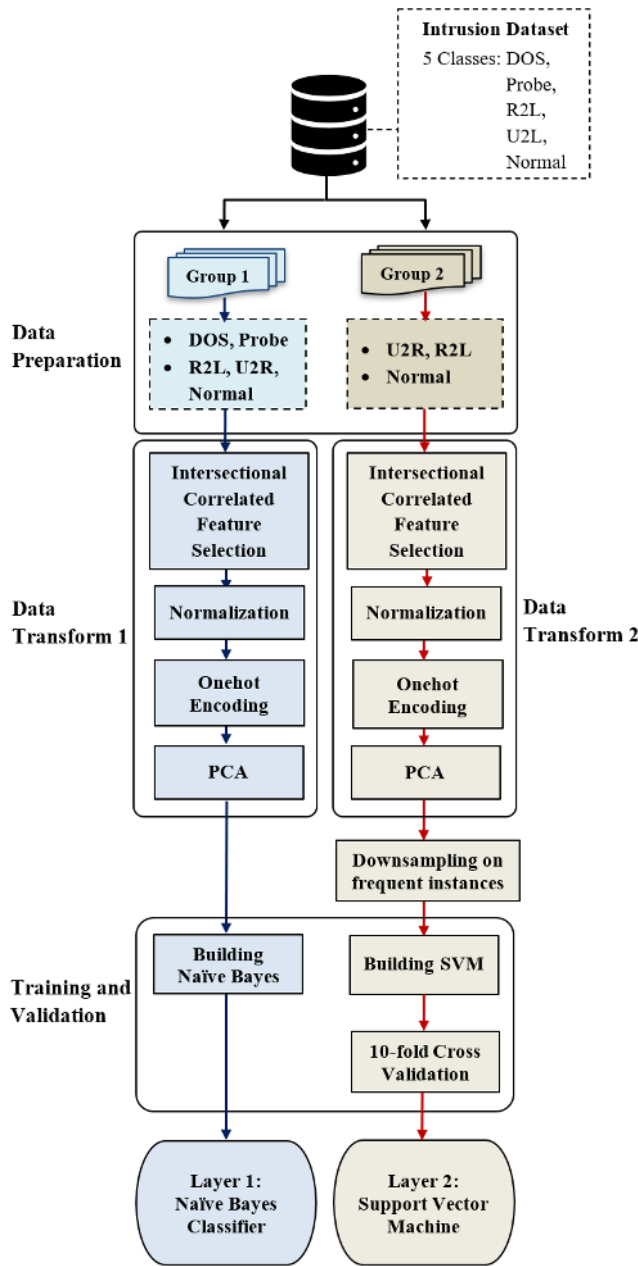 Intrusion Dataset
5 Classes: DOS,
Probe,
R2L,
U2L,
Normal
Group 1
Group 2
Data
Preparation
• DOS, Probe
• R2L, U2R,
Normal
• U2R, R2L
• Normal
Data
Transform 1
Intersectional
Correlated
Feature
Selection
Normalization
Onehot
Encoding
PCA
Intersectional
Correlated
Feature
Selection
Normalization
Onehot
Encoding
PCA
Data
Transform 2
Downsampling on
frequent instances
Training and
Validation
Building
Naïve Bayes
Building SVM
10-fold Cross
Validation
Layer 1:
Naïve Bayes
Classifier
Layer 2:
Support Vector
Machine